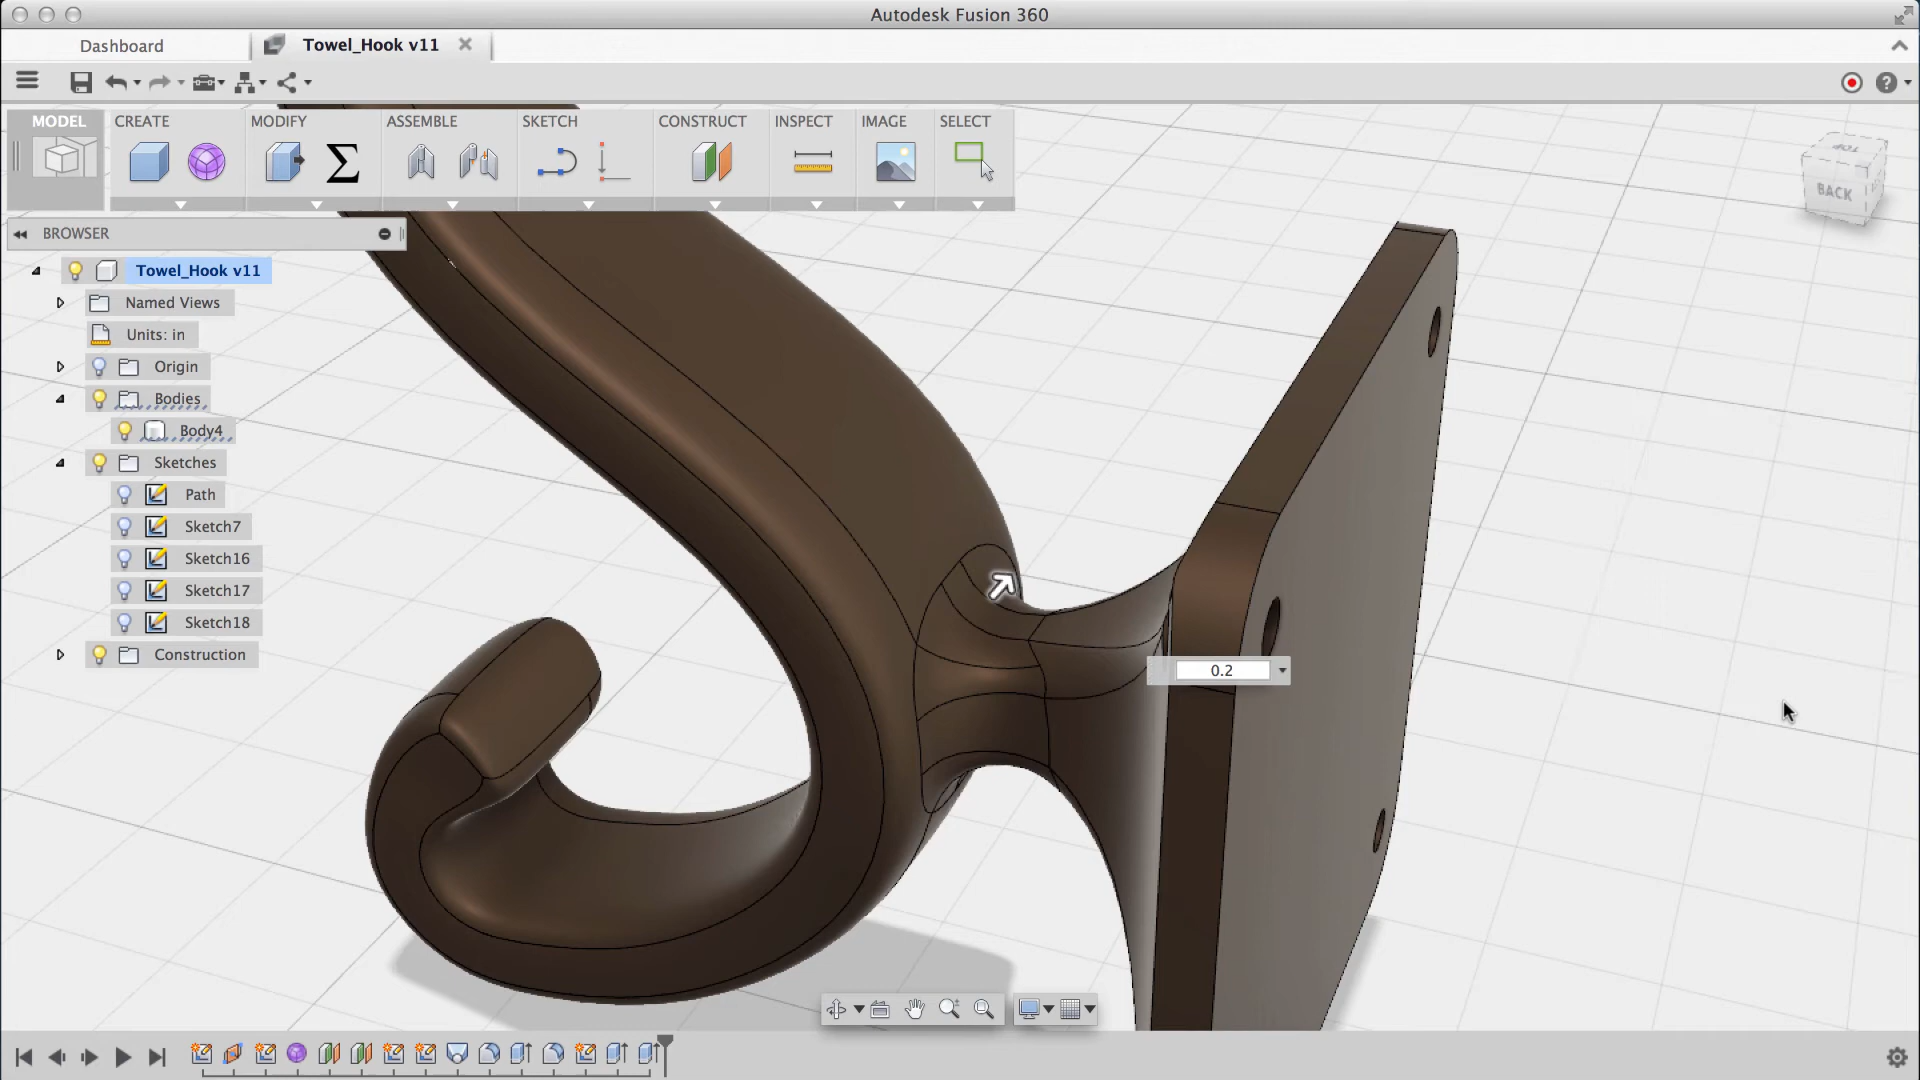 Autodesk Fusion 360
Dashboard
Towel_Hook v11
MODEL
CREATE
MODIFY
ASSEMBLE
SKETCH
CONSTRUCT
INSPECT
IMAGE
SELECT
TOP
BACK
BROWSER
Towel_Hook v11
Named Views
Units: in
Origin
Bodies
Body4
Sketches
Path
Sketch7
Sketch16
Sketch17
Sketch18
Construction
0.2